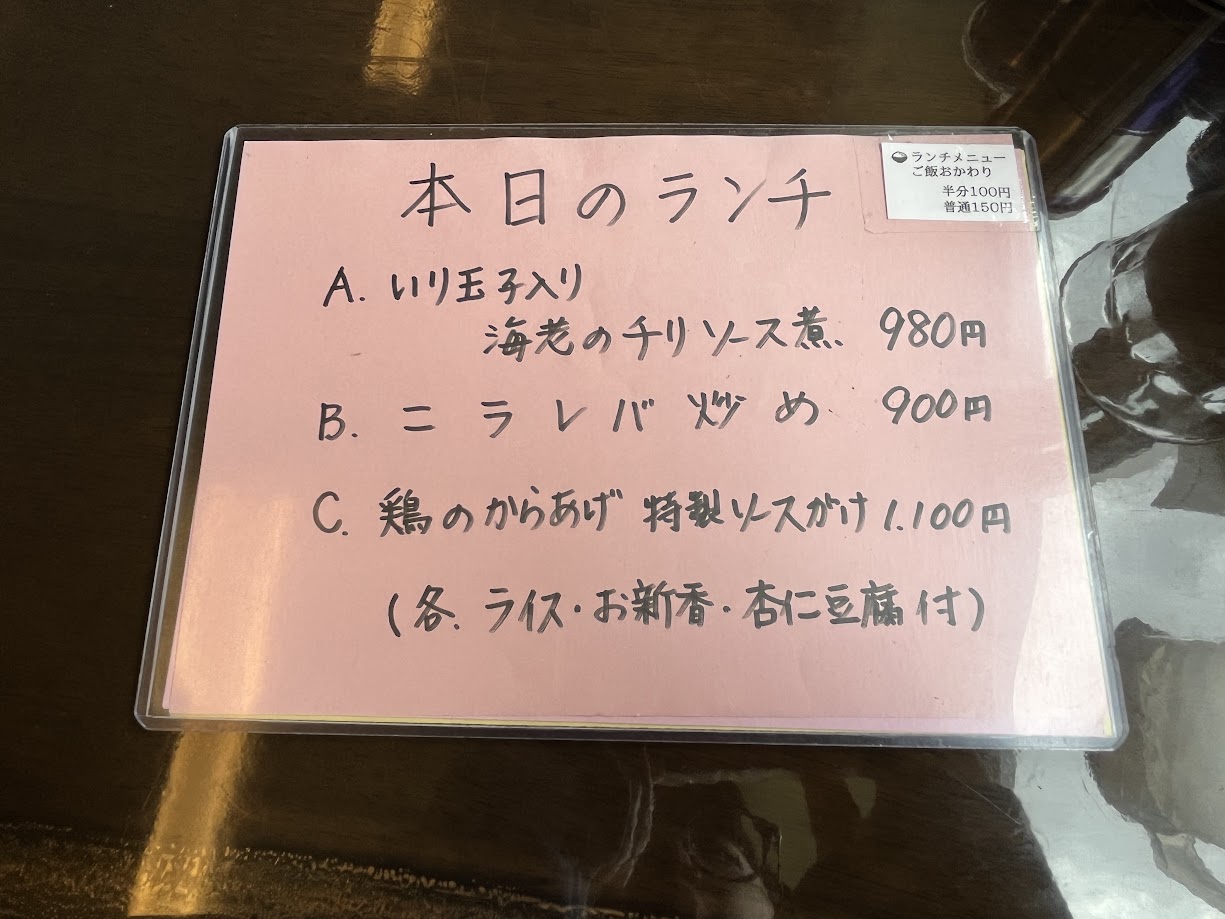 本日のランチ
ランチメニュー
ご飯おかわり
半分100円
普通150円
A. いり玉子入り
海老のチリソース煮 980円
B. ニラレバ炒め 900円
C. 鶏のからあげ 特製ソースがけ 1.100円
(各. ライス・お新香・杏仁豆腐付)